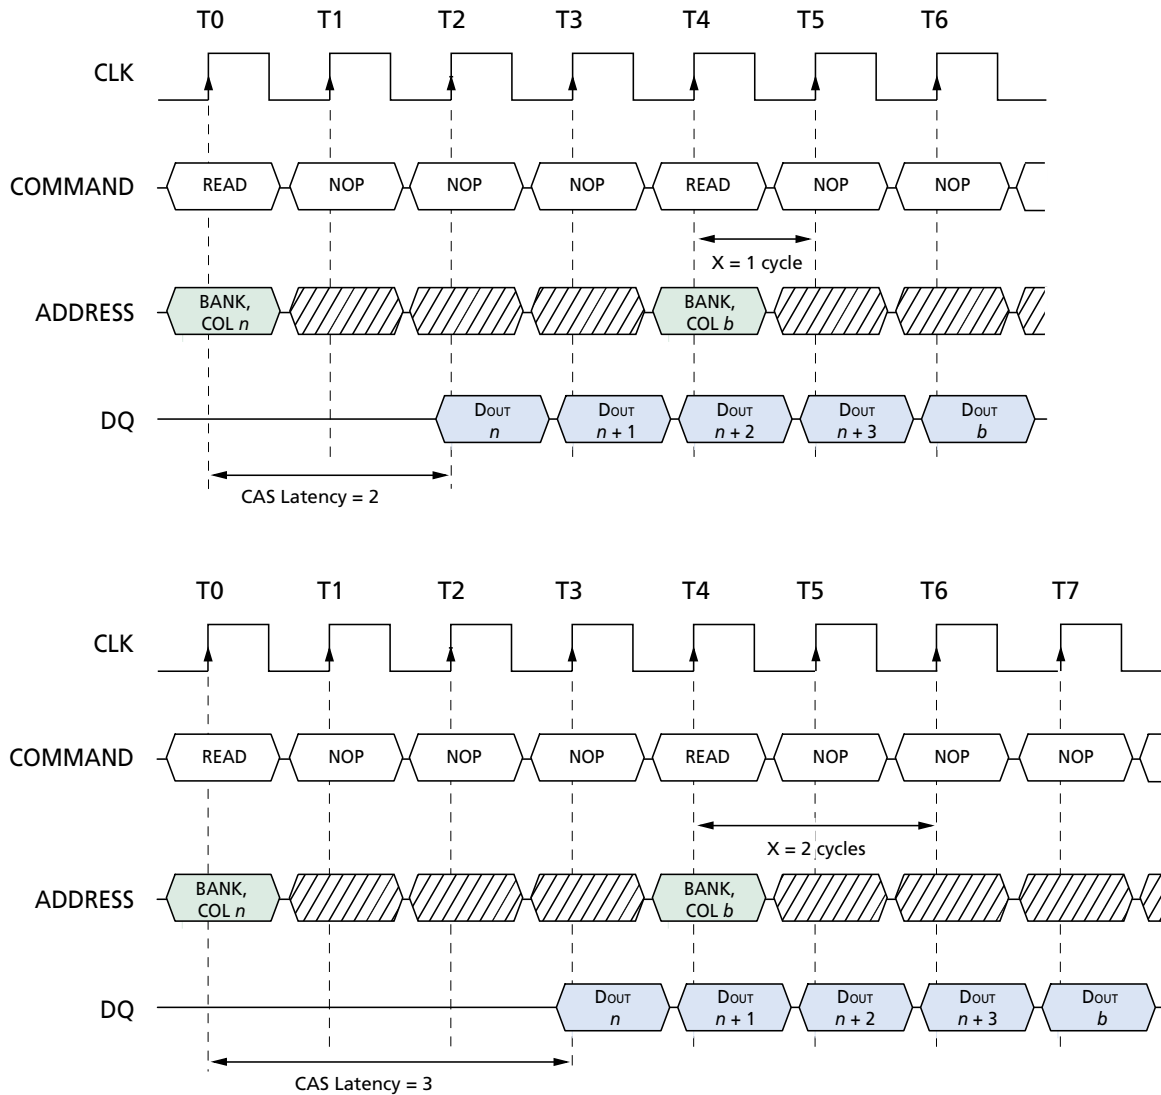 T0 T1 T2 T3 T4 T5 T6
CLK
COMMAND READ NOP NOP NOP READ NOP NOP
X = 1 cycle
ADDRESS BANK, COL n BANK, COL b
DQ DOUT n DOUT n + 1 DOUT n + 2 DOUT n + 3 DOUT b
CAS Latency = 2
T0 T1 T2 T3 T4 T5 T6 T7
CLK
COMMAND READ NOP NOP NOP READ NOP NOP NOP
X = 2 cycles
ADDRESS BANK, COL n BANK, COL b
DQ DOUT n DOUT n + 1 DOUT n + 2 DOUT n + 3 DOUT b
CAS Latency = 3